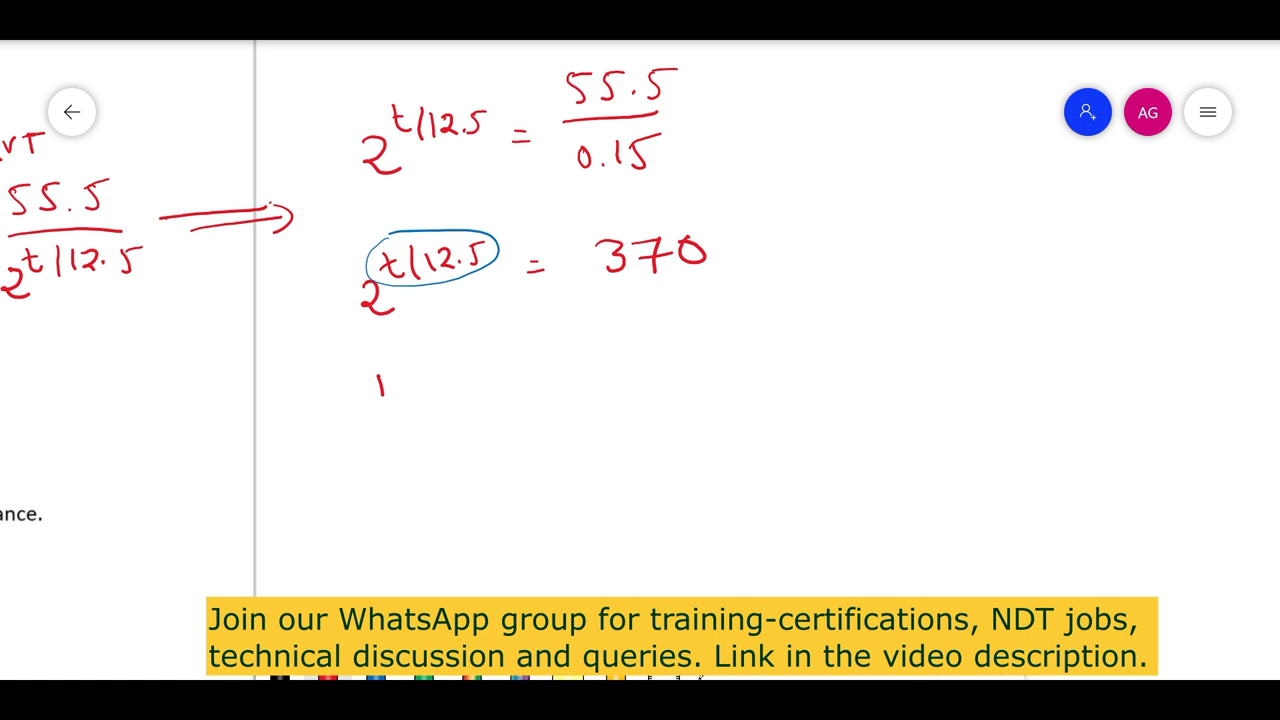 55.5
2^t/12.5 = ―
0.15
AG
55.5
―
2^t/12.5
2^t/12.5 = 370
ance.
Join our WhatsApp group for training-certifications, NDT jobs,
technical discussion and queries. Link in the video description.